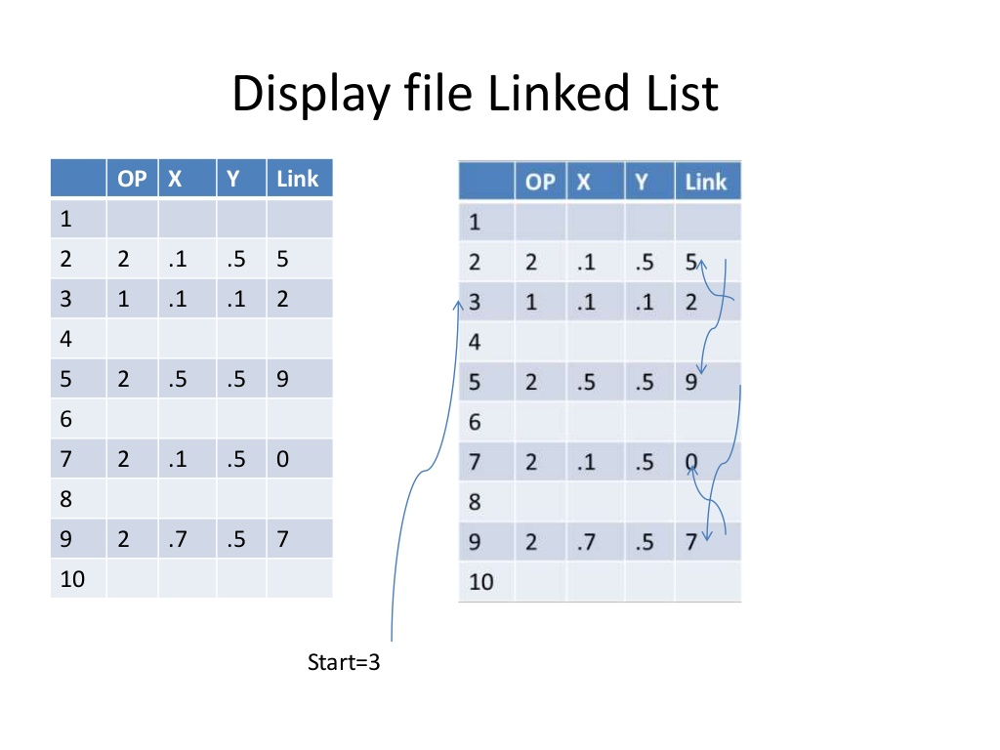 Display file Linked List
OP X Y Link
1
2 2 .1 .5 5
3 1 .1 .1 2
4
5 2 .5 .5 9
6
7 2 .1 .5 0
8
9 2 .7 .5 7
10
OP X Y Link
1
2 2 .1 .5 5
3 1 .1 .1 2
4
5 2 .5 .5 9
6
7 2 .1 .5 0
8
9 2 .7 .5 7
10
Start=3